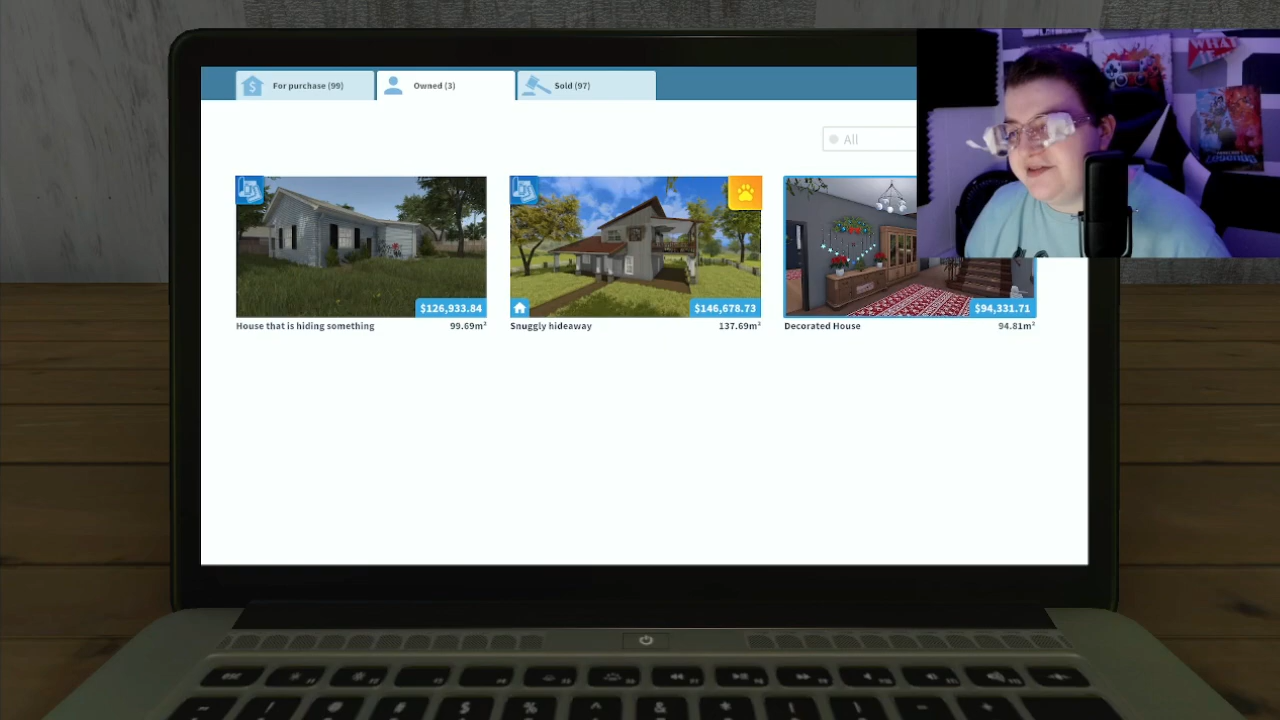 For purchase (99)
Owned (3)
Sold (97)
All
$126,933.84
$146,678.73
$94,331.71
House that is hiding something
99.69m²
Snuggly hideaway
137.69m²
Decorated House
94.81m²
LEGENDS